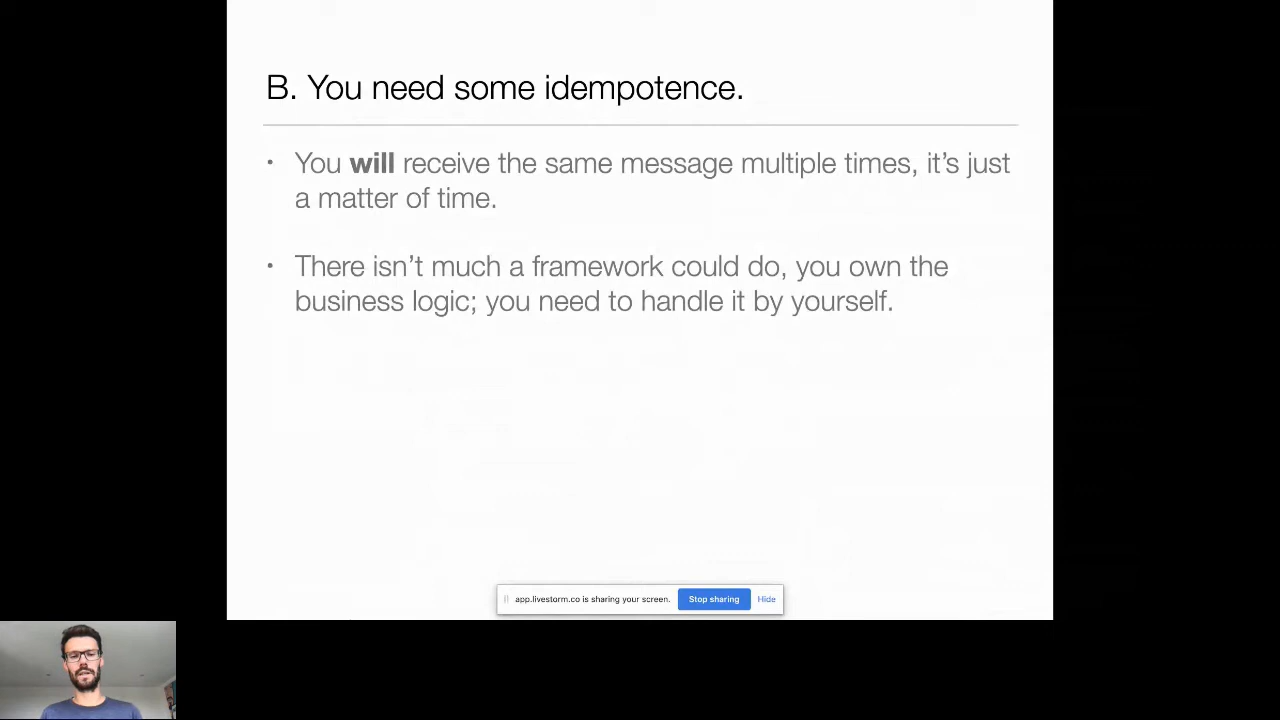 B. You need some idempotence.
• You will receive the same message multiple times, it’s just
a matter of time.
• There isn’t much a framework could do, you own the
business logic; you need to handle it by yourself.
app.livestorm.co is sharing your screen. Stop sharing Hide